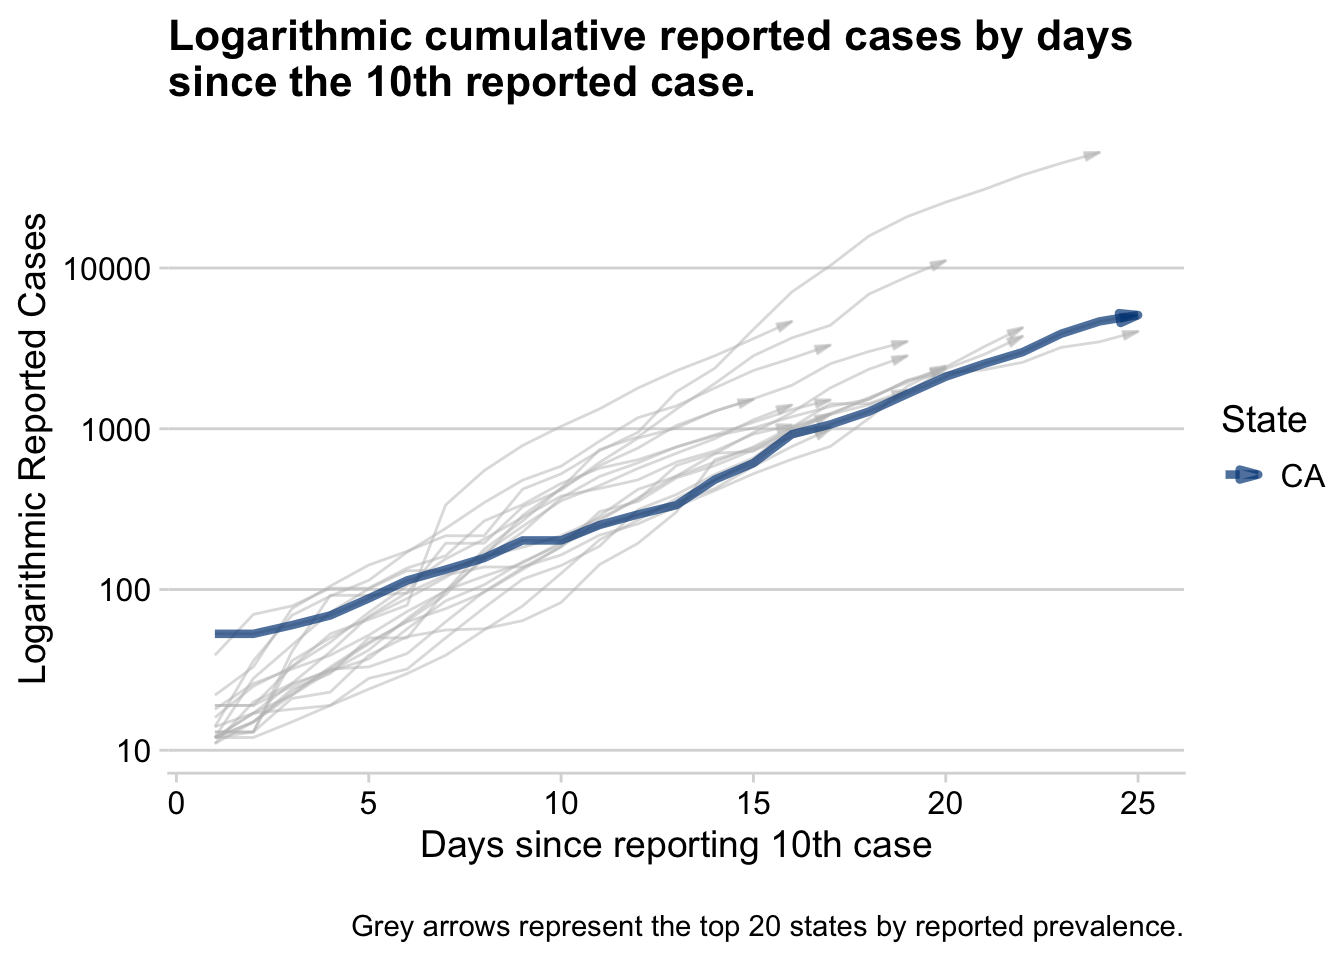 Logarithmic cumulative reported cases by days
since the 10th reported case.
Logarithmic Reported Cases
10000
1000
100
10
0 5 10 15 20 25
Days since reporting 10th case
State
CA
Grey arrows represent the top 20 states by reported prevalence.